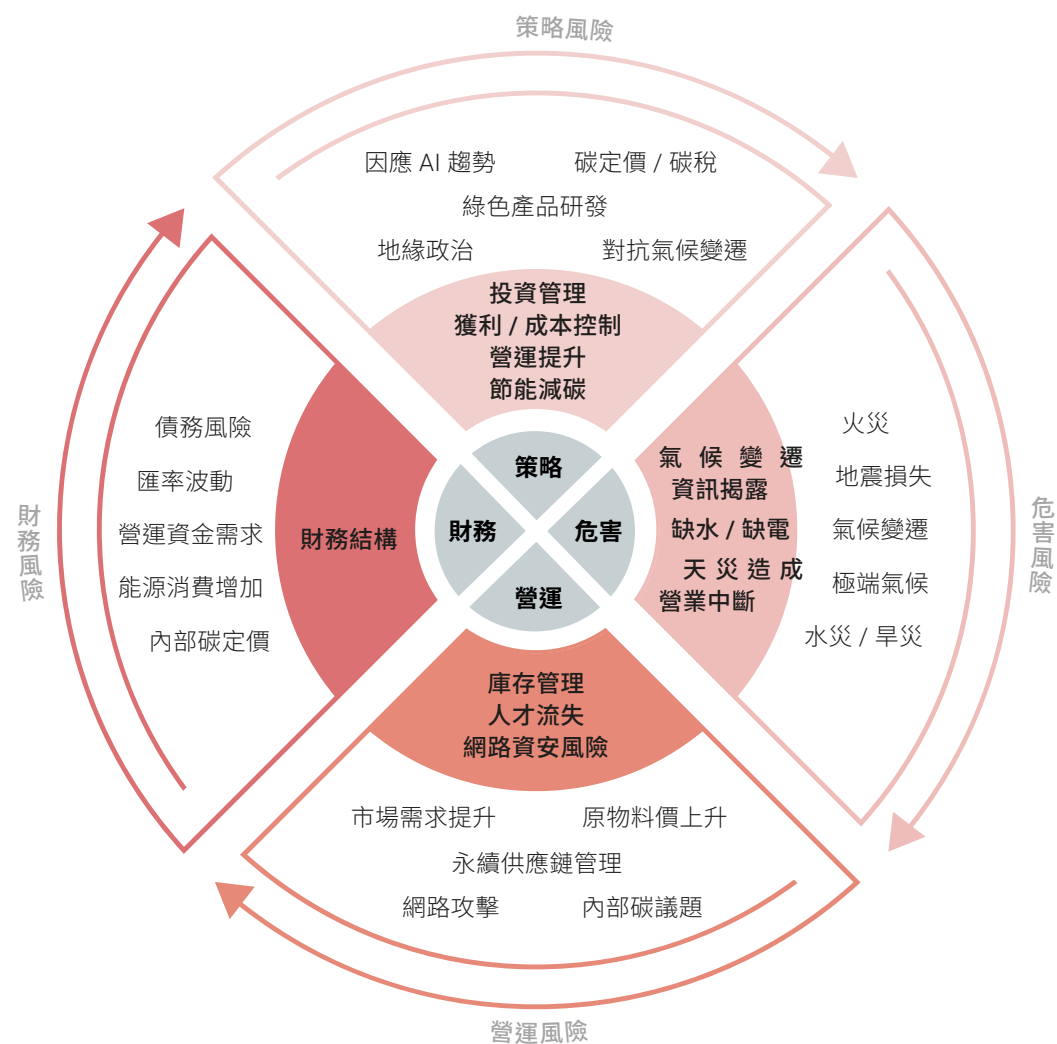 策略風險
因應 AI 趨勢
碳定價 / 碳稅
綠色產品研發
地緣政治
對抗氣候變遷
投資管理
獲利 / 成本控制
營運提升
節能減碳
策略
財務
危害
營運
危害風險
火災
地震損失
氣候變遷
極端氣候
水災 / 旱災
氣候變遷
資訊揭露
缺水 / 缺電
天災造成
營業中斷
庫存管理
人才流失
網路資安風險
市場需求提升
原物料價上升
永續供應鏈管理
網路攻擊
內部碳議題
營運風險
財務風險
債務風險
匯率波動
營運資金需求
能源消費增加
內部碳定價
財務結構